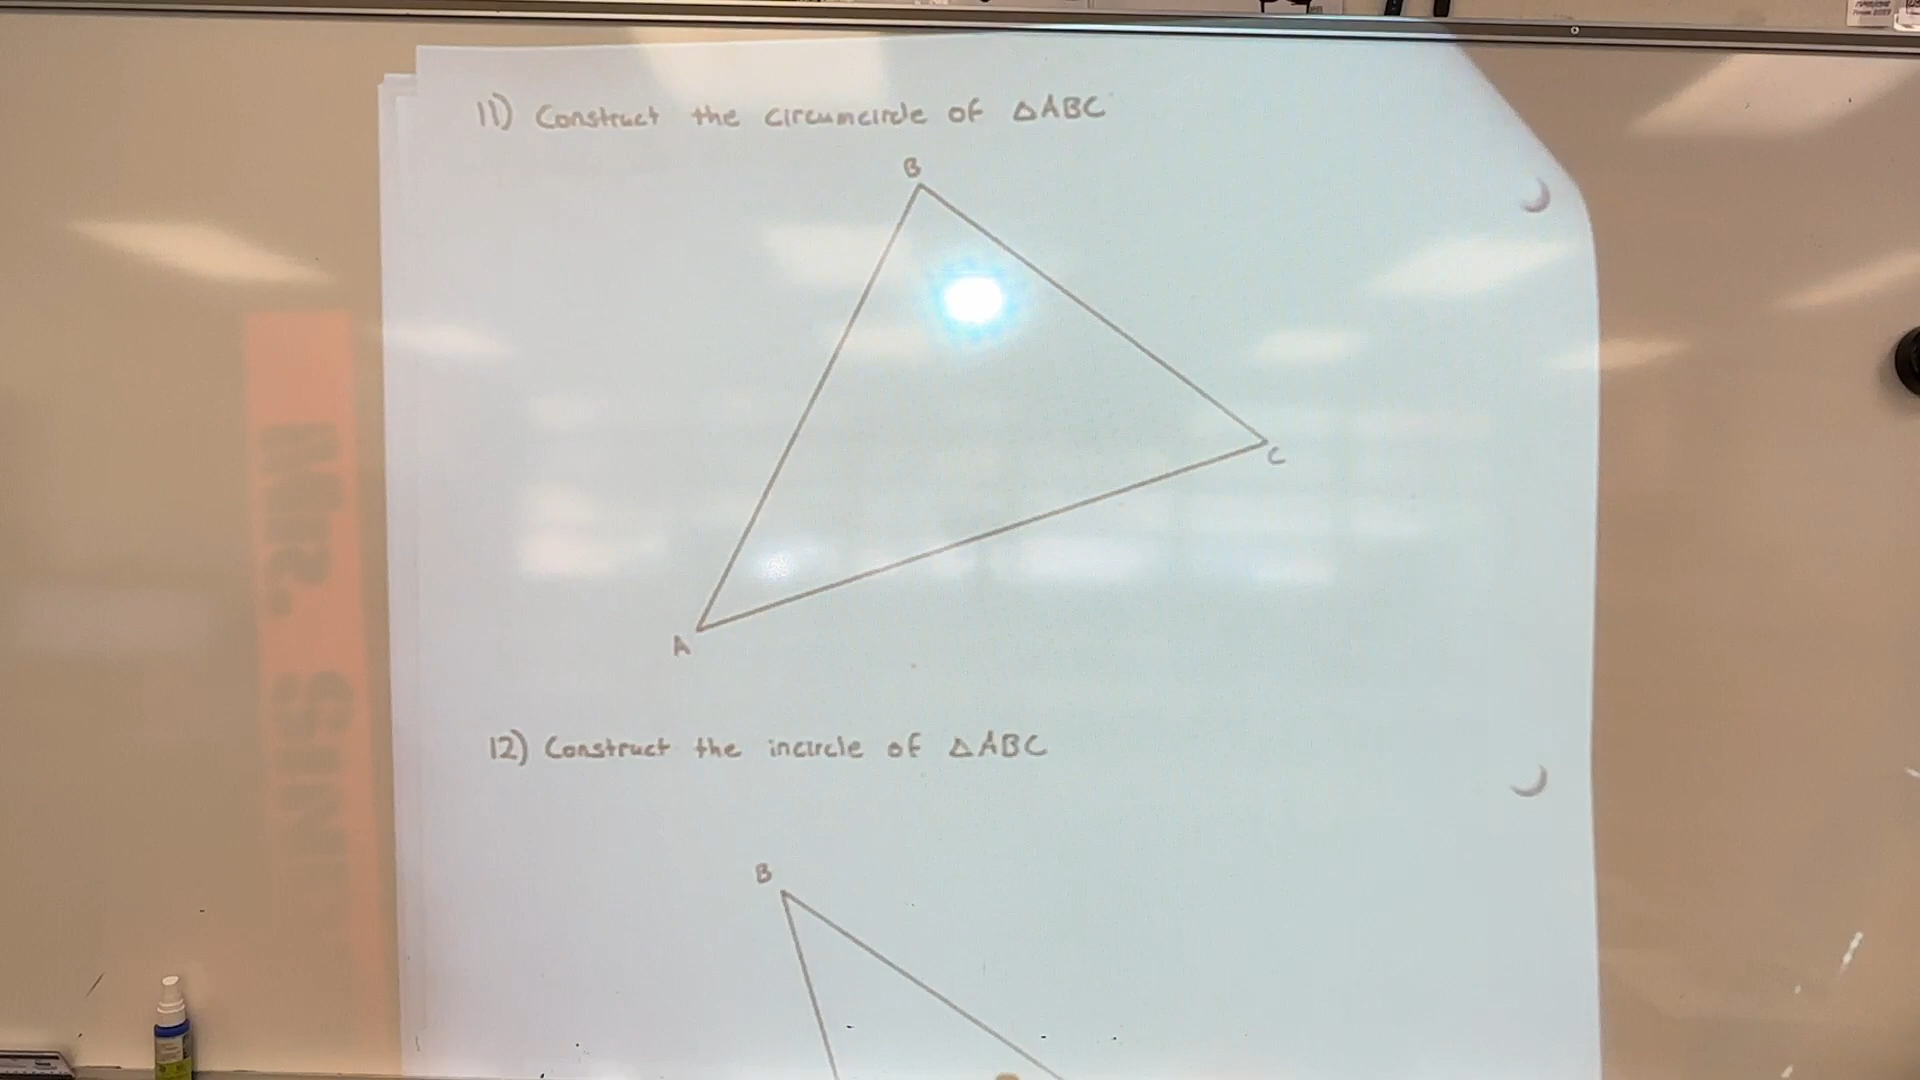 11) Construct the circumcircle of △ABC
B
C
A
12) Construct the incircle of △ABC
B